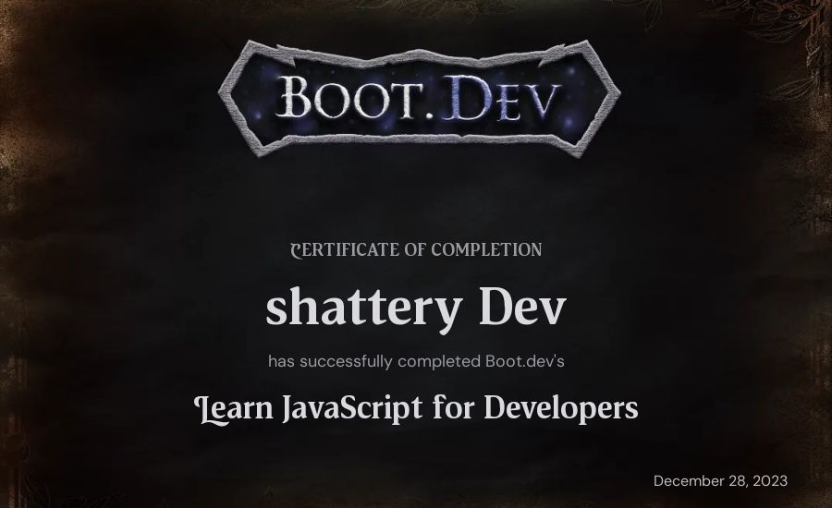 BOOT.DEV
CERTIFICATE OF COMPLETION
shattery Dev
has successfully completed Boot.dev's
Learn JavaScript for Developers
December 28, 2023